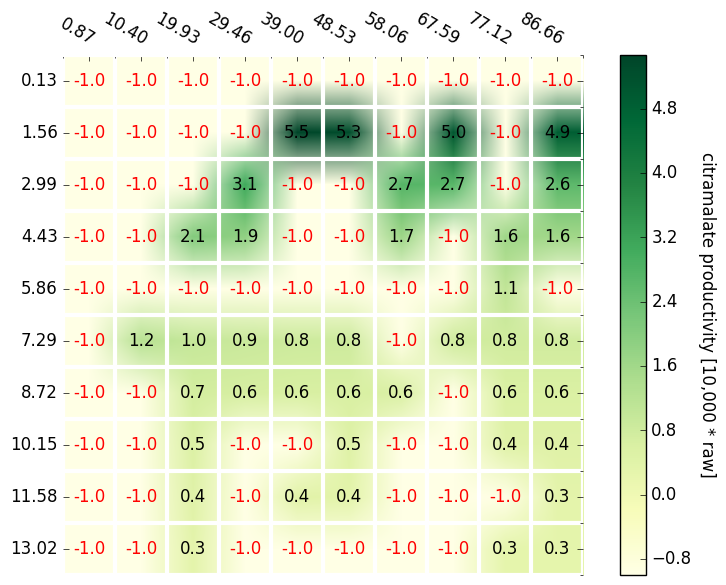 0.87 10.40 19.93 29.46 39.00 48.53 58.06 67.59 77.12 86.66
0.13 -1.0 -1.0 -1.0 -1.0 -1.0 -1.0 -1.0 -1.0 -1.0 -1.0
1.56 -1.0 -1.0 -1.0 -1.0 5.5 5.3 -1.0 5.0 -1.0 4.9
2.99 -1.0 -1.0 -1.0 3.1 -1.0 -1.0 2.7 2.7 -1.0 2.6
4.43 -1.0 -1.0 2.1 1.9 -1.0 -1.0 1.7 -1.0 1.6 1.6
5.86 -1.0 -1.0 -1.0 -1.0 -1.0 -1.0 -1.0 -1.0 1.1 -1.0
7.29 -1.0 1.2 1.0 0.9 0.8 0.8 -1.0 0.8 0.8 0.8
8.72 -1.0 -1.0 0.7 0.6 0.6 0.6 0.6 -1.0 0.6 0.6
10.15 -1.0 -1.0 0.5 -1.0 -1.0 0.5 -1.0 -1.0 0.4 0.4
11.58 -1.0 -1.0 0.4 -1.0 0.4 0.4 -1.0 -1.0 -1.0 0.3
13.02 -1.0 -1.0 0.3 -1.0 -1.0 -1.0 -1.0 -1.0 0.3 0.3
4.8
4.0
3.2
2.4
1.6
0.8
0.0
−0.8
citramalate productivity [10,000 * raw]